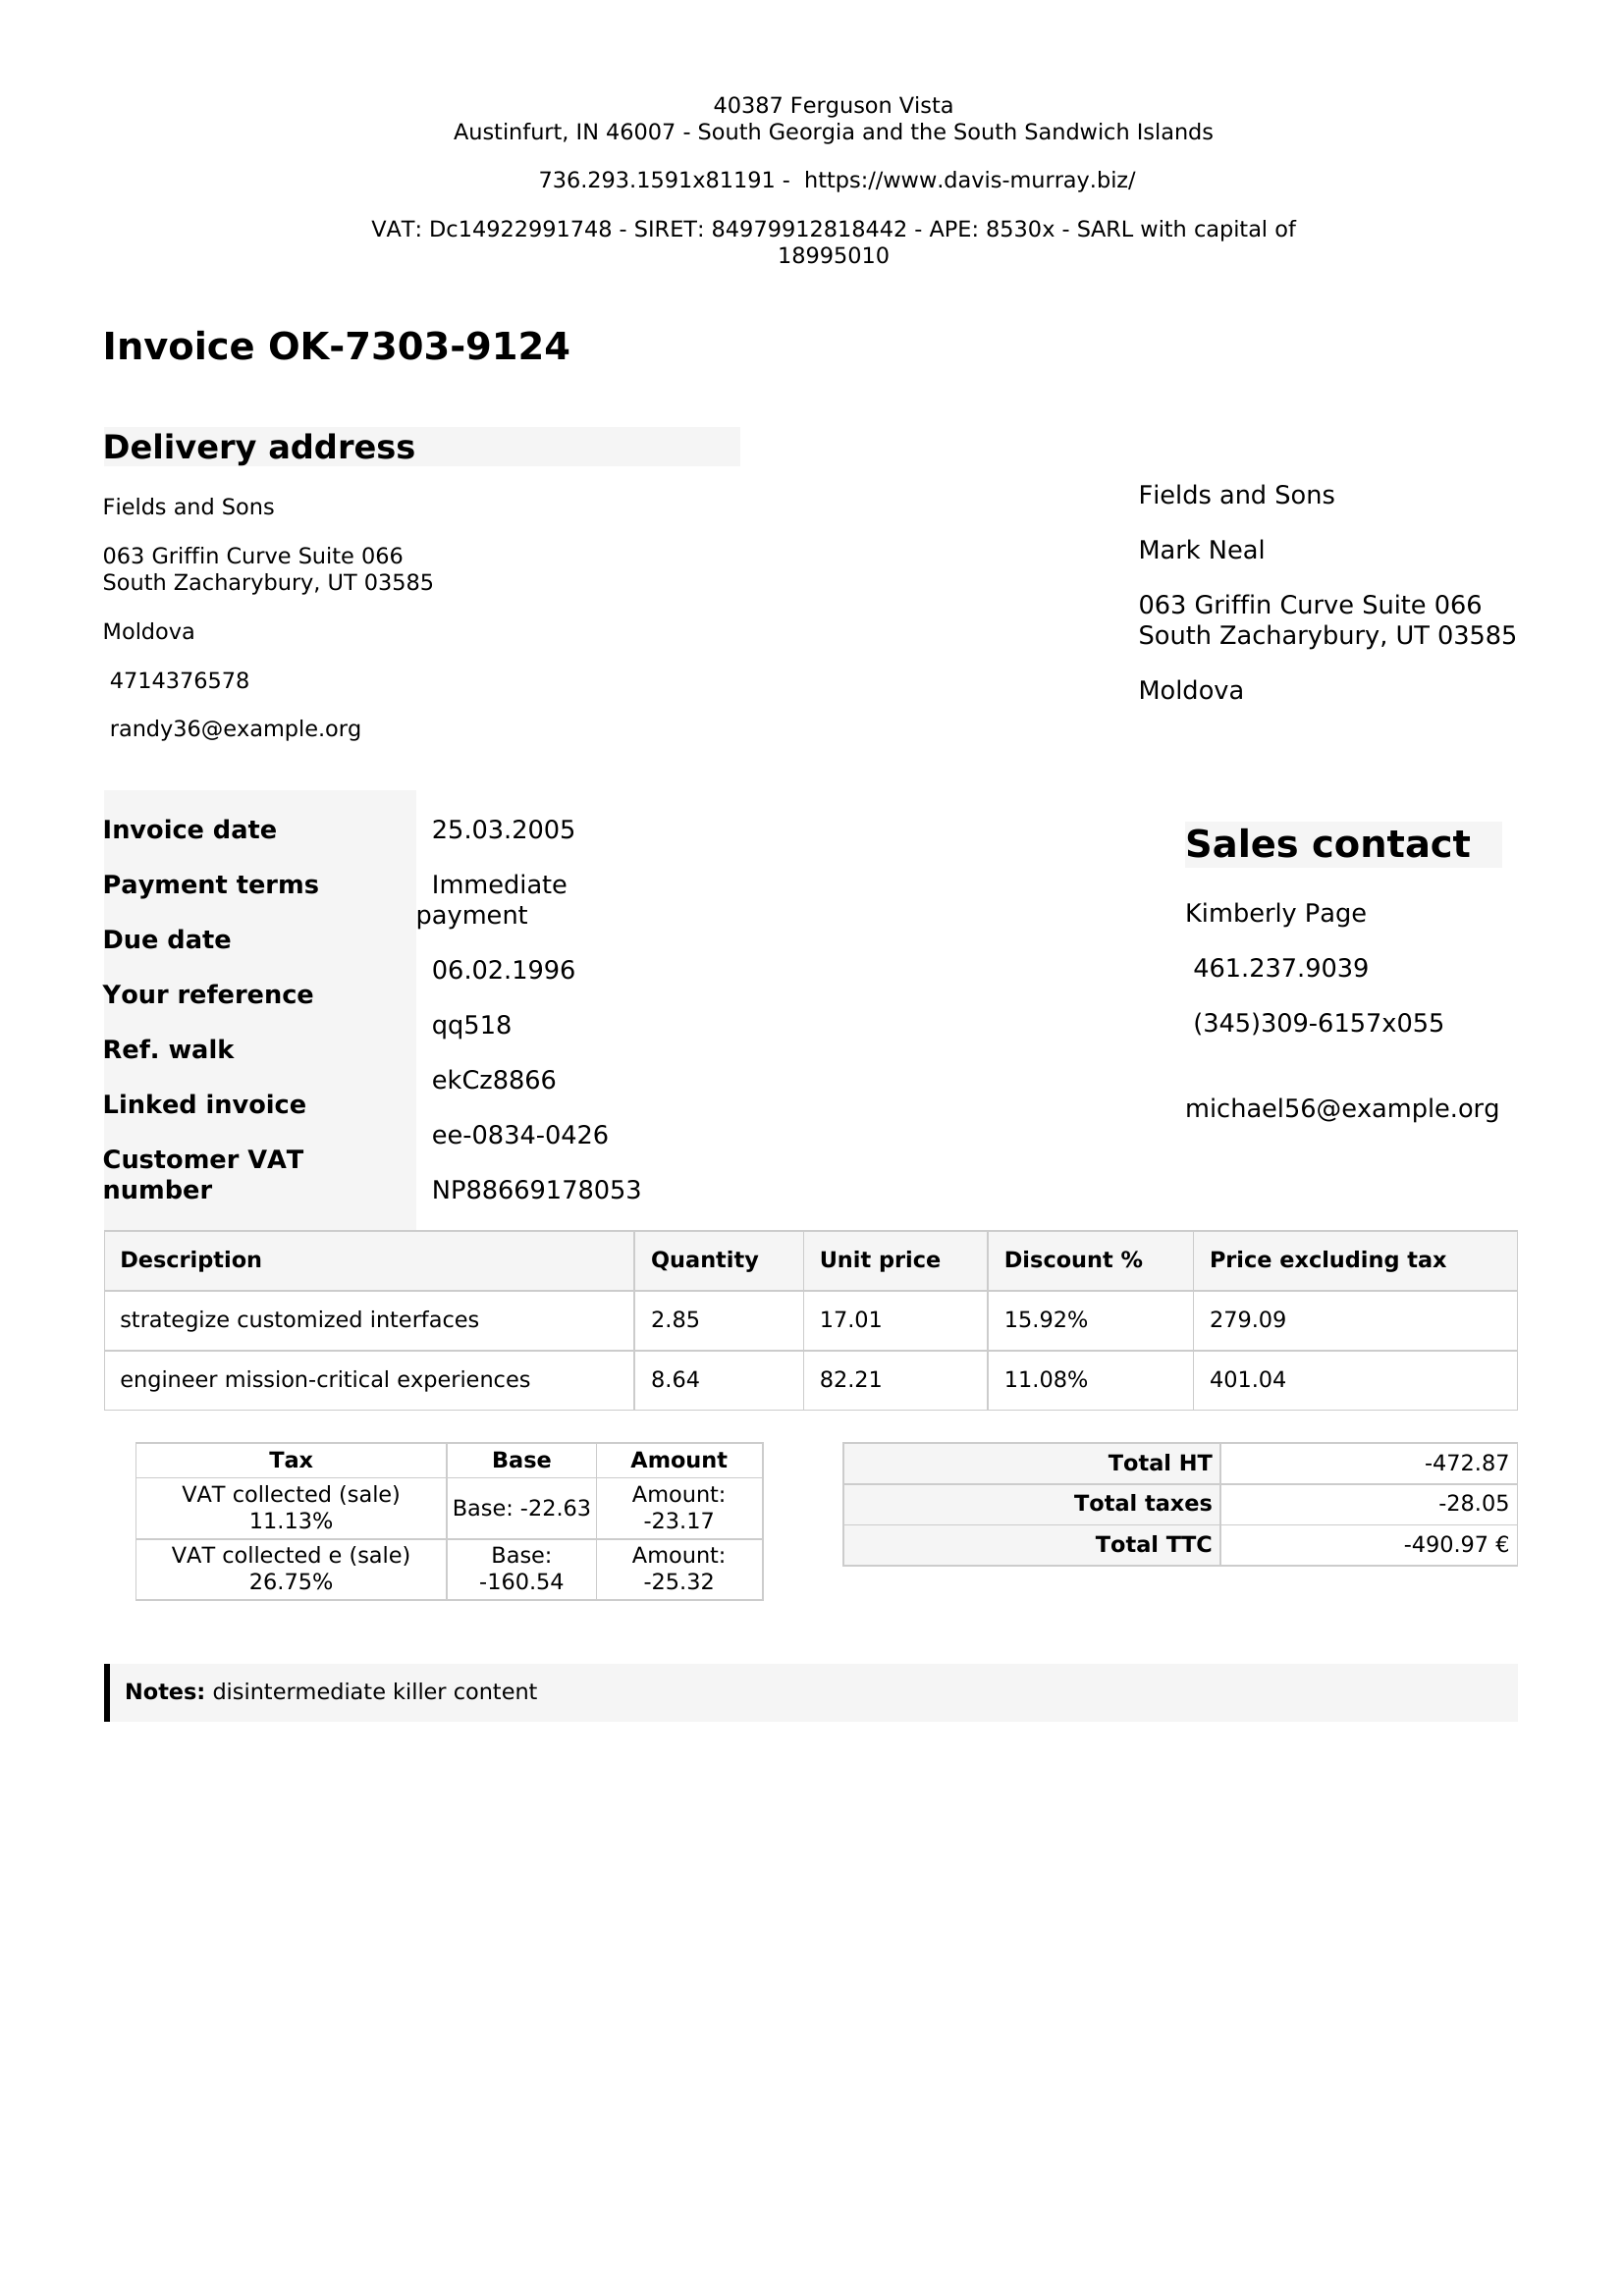 40387 Ferguson Vista
Austinfurt, IN 46007 - South Georgia and the South Sandwich Islands
736.293.1591x81191 - https://www.davis-murray.biz/
VAT: Dc14922991748 - SIRET: 84979912818442 - APE: 8530x - SARL with capital of
18995010
Invoice OK-7303-9124
Delivery address
Fields and Sons
063 Griffin Curve Suite 066
South Zacharybury, UT 03585
Moldova
4714376578
randy36@example.org
Fields and Sons
Mark Neal
063 Griffin Curve Suite 066
South Zacharybury, UT 03585
Moldova
Invoice date
Payment terms
Due date
Your reference
Ref. walk
Linked invoice
Customer VAT
number
25.03.2005
Immediate
payment
06.02.1996
qq518
ekCz8866
ee-0834-0426
NP88669178053
Sales contact
Kimberly Page
461.237.9039
(345)309-6157x055
michael56@example.org
Description Quantity Unit price Discount % Price excluding tax
strategize customized interfaces 2.85 17.01 15.92% 279.09
engineer mission-critical experiences 8.64 82.21 11.08% 401.04
Tax Base Amount
VAT collected (sale)
11.13%
Base: -22.63
Amount:
-23.17
VAT collected e (sale)
26.75%
Base:
-160.54
Amount:
-25.32
Total HT -472.87
Total taxes -28.05
Total TTC -490.97 €
Notes: disintermediate killer content